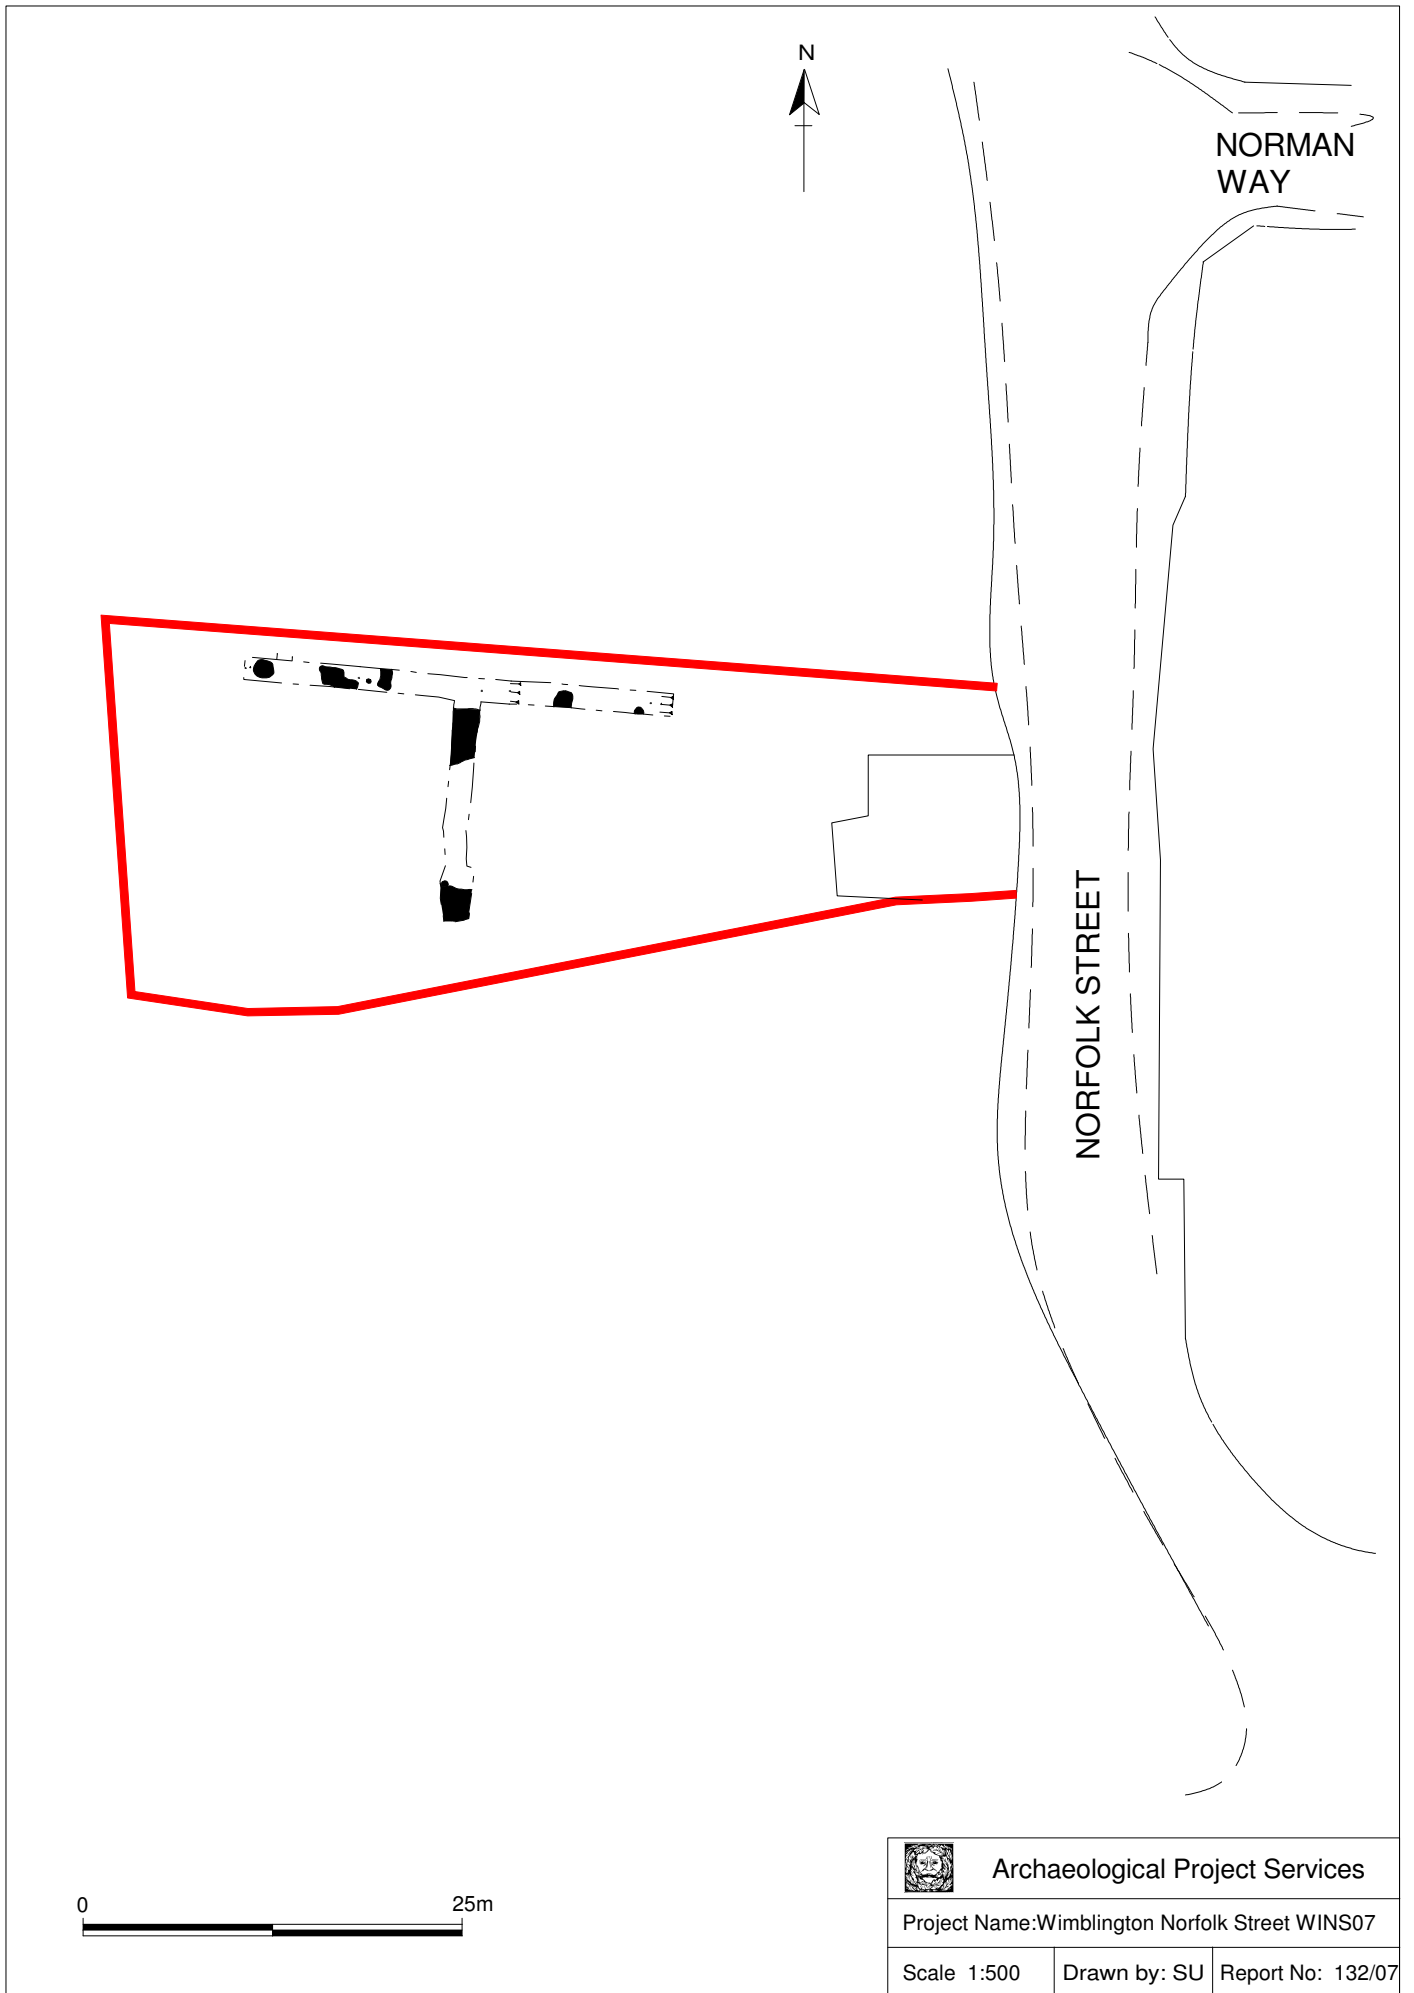 N
NORMAN
WAY
NORFOLK STREET
0 25m
Archaeological Project Services
Project Name:Wimblington Norfolk Street WINS07
Scale 1:500 Drawn by: SU Report No: 132/07